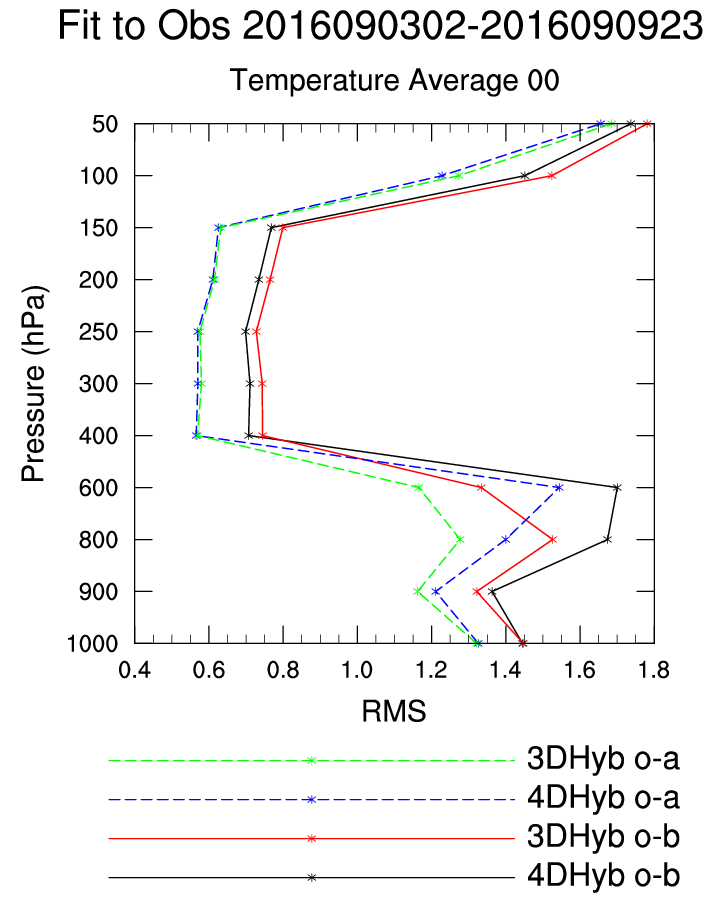 Fit to Obs 2016090302-2016090923
Temperature Average 00
50
100
150
200
250
300
400
600
800
900
1000
Pressure (hPa)
0.4 0.6 0.8 1.0 1.2 1.4 1.6 1.8
RMS
3DHyb o-a
4DHyb o-a
3DHyb o-b
4DHyb o-b